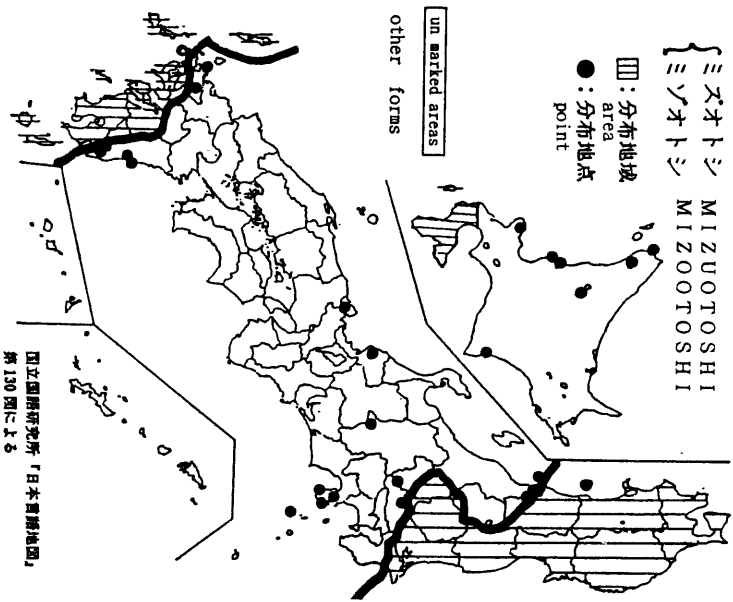 ミズオトシ MIZUOTOSHI
ミゾオトシ MIZOOTOSHI
：分布地域
area
：分布地点
point
un marked areas
other forms
国立国語研究所『日本言語地図』
第130図による